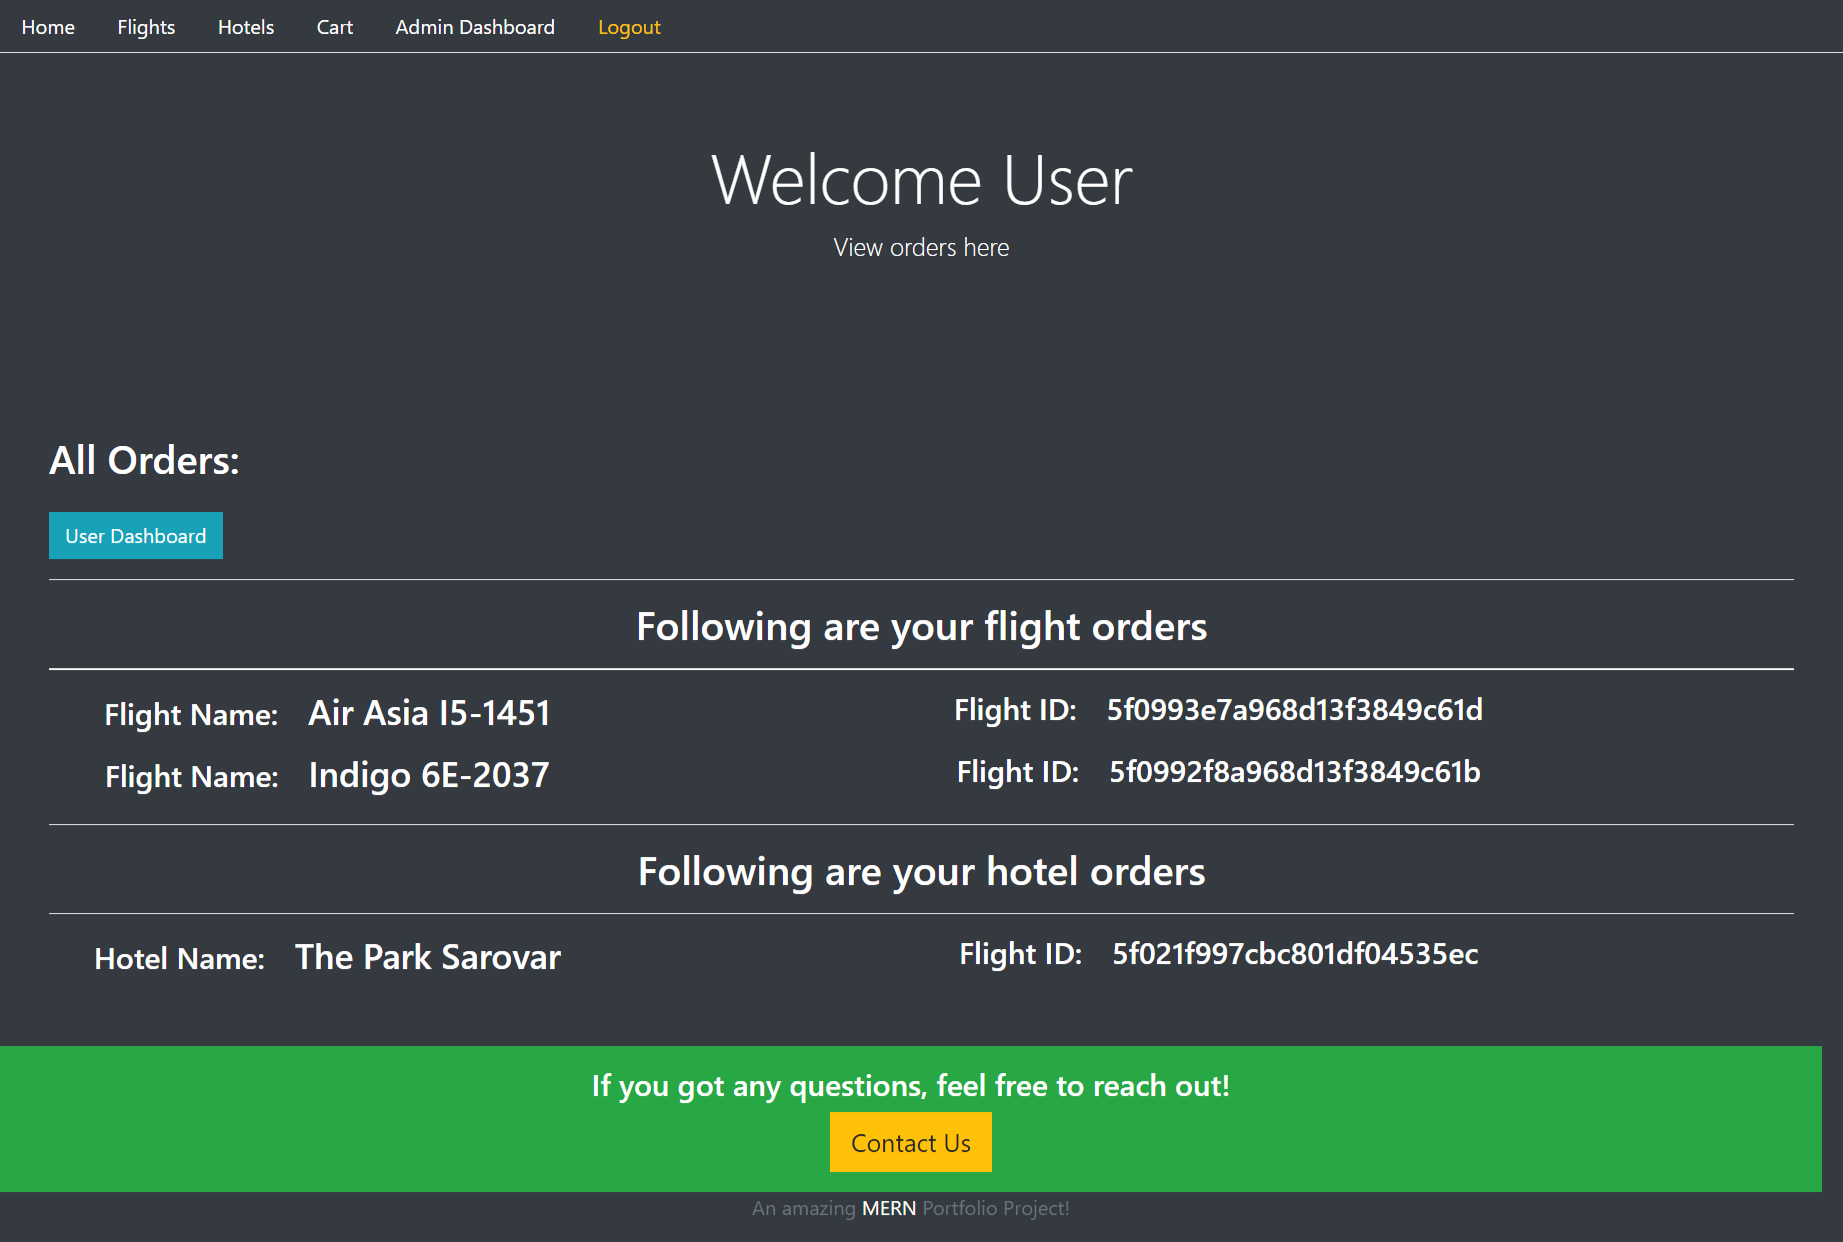 Home Flights Hotels Cart Admin Dashboard Logout
Welcome User
View orders here
All Orders:
User Dashboard
Following are your flight orders
Flight Name: Air Asia I5-1451 Flight ID: 5f0993e7a968d13f3849c61d
Flight Name: Indigo 6E-2037 Flight ID: 5f0992f8a968d13f3849c61b
Following are your hotel orders
Hotel Name: The Park Sarovar Flight ID: 5f021f997cbc801df04535ec
If you got any questions, feel free to reach out!
Contact Us
An amazing MERN Portfolio Project!